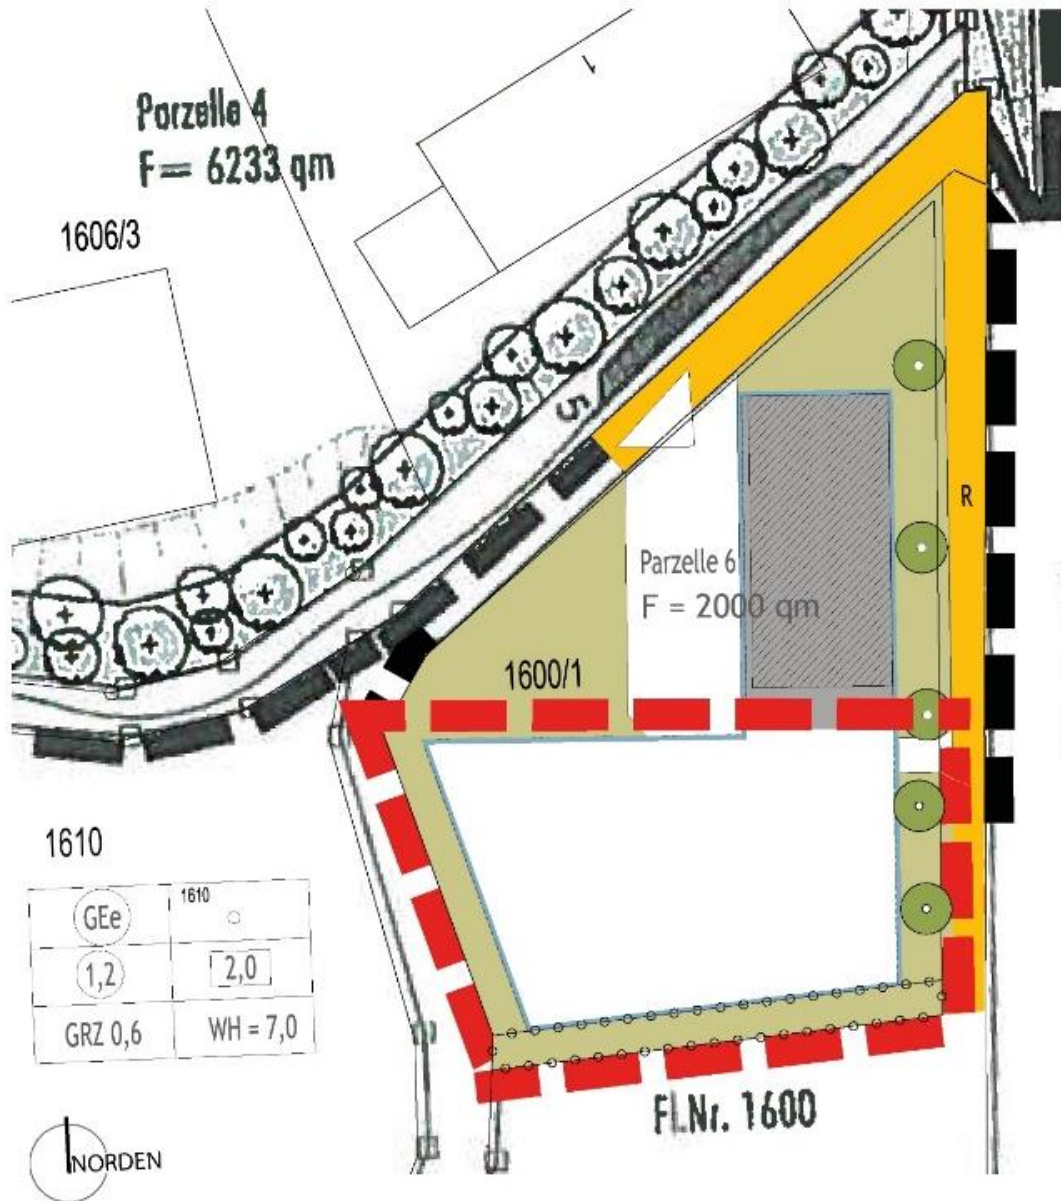 Parzelle 4
F= 6233 qm
1
1606/3
5
R
Parzelle 6
F = 2000 qm
1600/1
1610
GEe
1610
1,2
2,0
GRZ 0,6
WH = 7,0
Fl.Nr. 1600
NORDEN